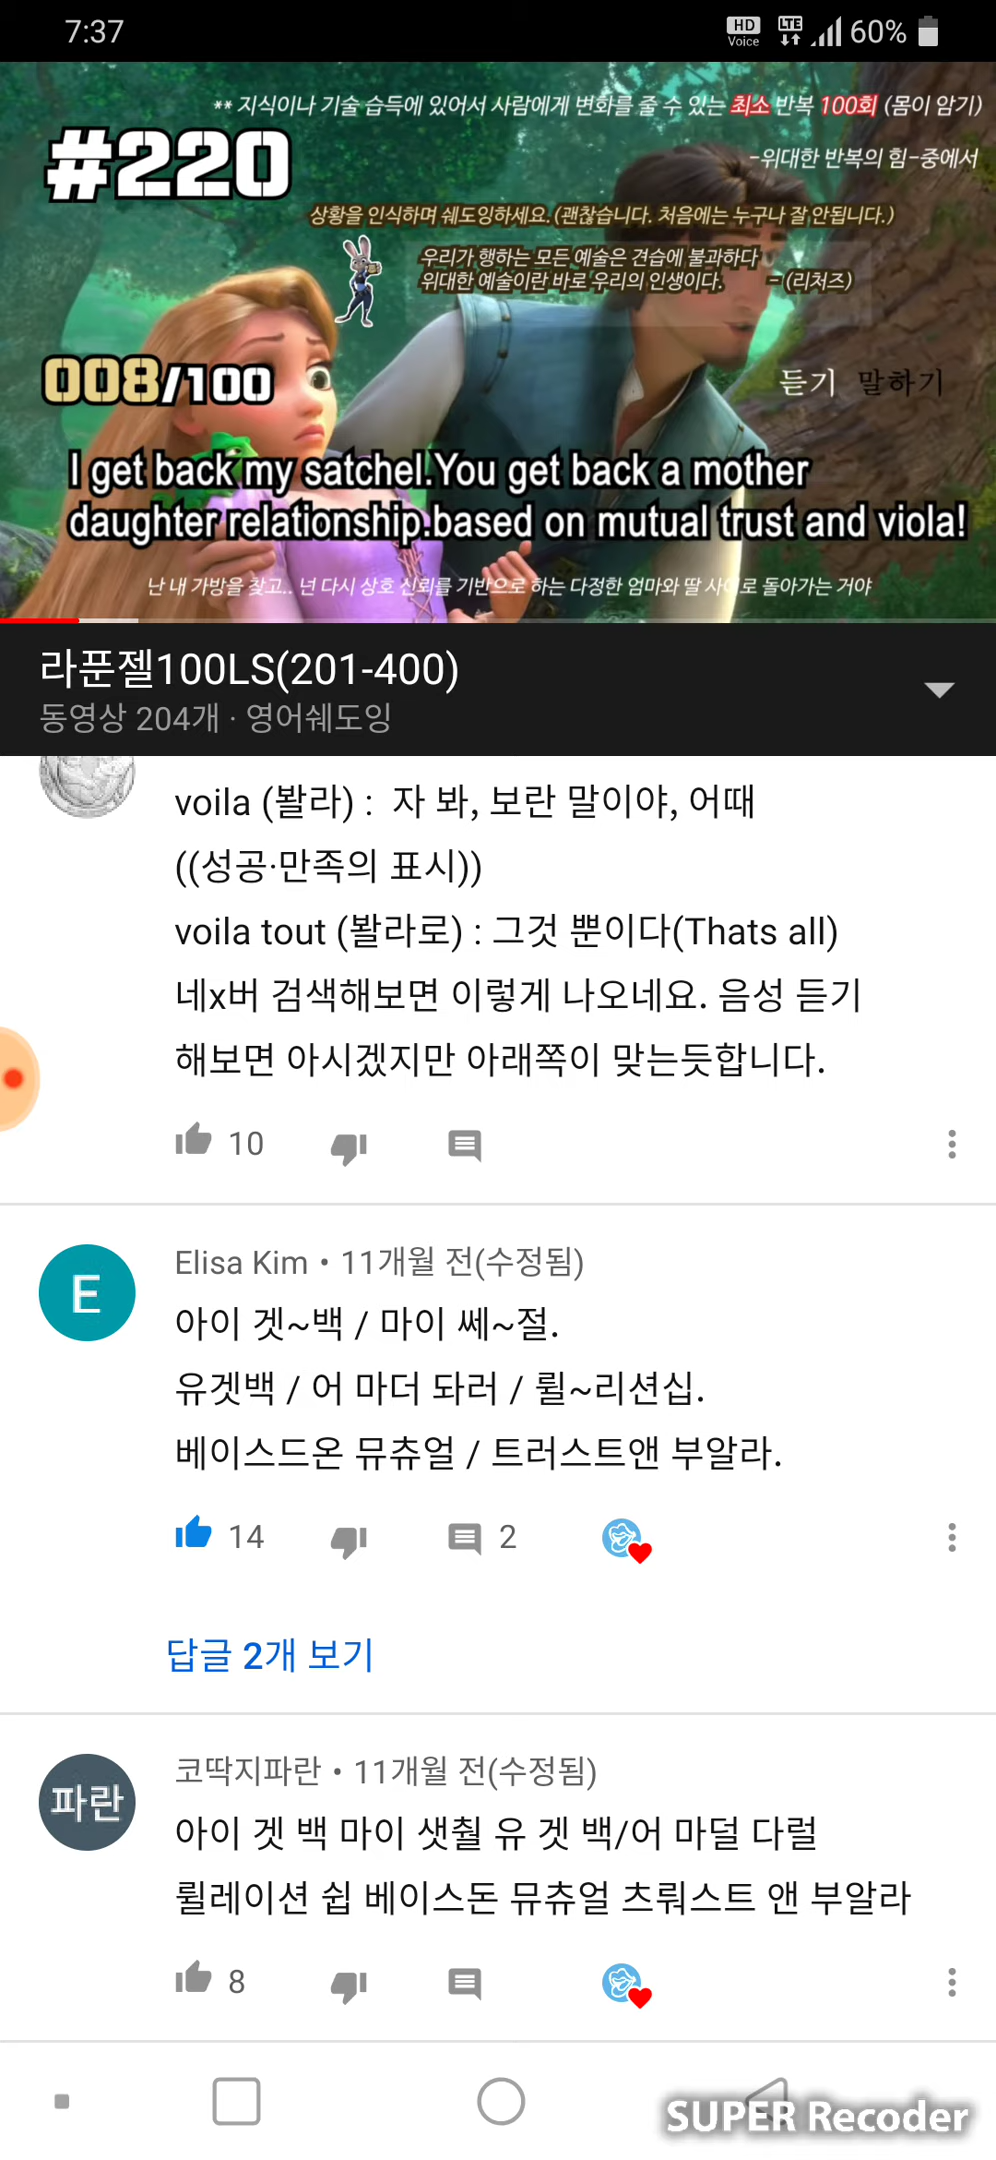 7:37
HD Voice LTE 60%
** 지식이나 기술 습득에 있어서 사람에게 변화를 줄 수 있는 최소 반복 100회 (몸이 암기)
#220
-위대한 반복의 힘-중에서
상황을 인식하며 쉐도잉하세요.(괜찮습니다. 처음에는 누구나 잘 안됩니다.)
우리가 행하는 모든 예술은 견습에 불과하다
위대한 예술이란 바로 우리의 인생이다. - (리처즈)
008/100
듣기 말하기
I get back my satchel.You get back a mother
daughter relationship.based on mutual trust and viola!
난 내 가방을 찾고.. 넌 다시 상호 신뢰를 기반으로 하는 다정한 엄마와 딸 사이로 돌아가는 거야
라푼젤100LS(201-400)
동영상 204개 · 영어쉐도잉
voila (봘라) : 자 봐, 보란 말이야, 어때
((성공·만족의 표시))
voila tout (봘라로) : 그것 뿐이다(Thats all)
네x버 검색해보면 이렇게 나오네요. 음성 듣기
해보면 아시겠지만 아래쪽이 맞는듯합니다.
10
E
Elisa Kim • 11개월 전(수정됨)
아이 겟~백 / 마이 쎄~절.
유겟백 / 어 마더 돠러 / 륄~리션십.
베이스드온 뮤츄얼 / 트러스트앤 부알라.
14 2
답글 2개 보기
파란
코딱지파란 • 11개월 전(수정됨)
아이 겟 백 마이 샛췔 유 겟 백/어 마덜 다럴
륄레이션 쉽 베이스돈 뮤츄얼 츠뤄스트 앤 부알라
8
SUPER Recoder